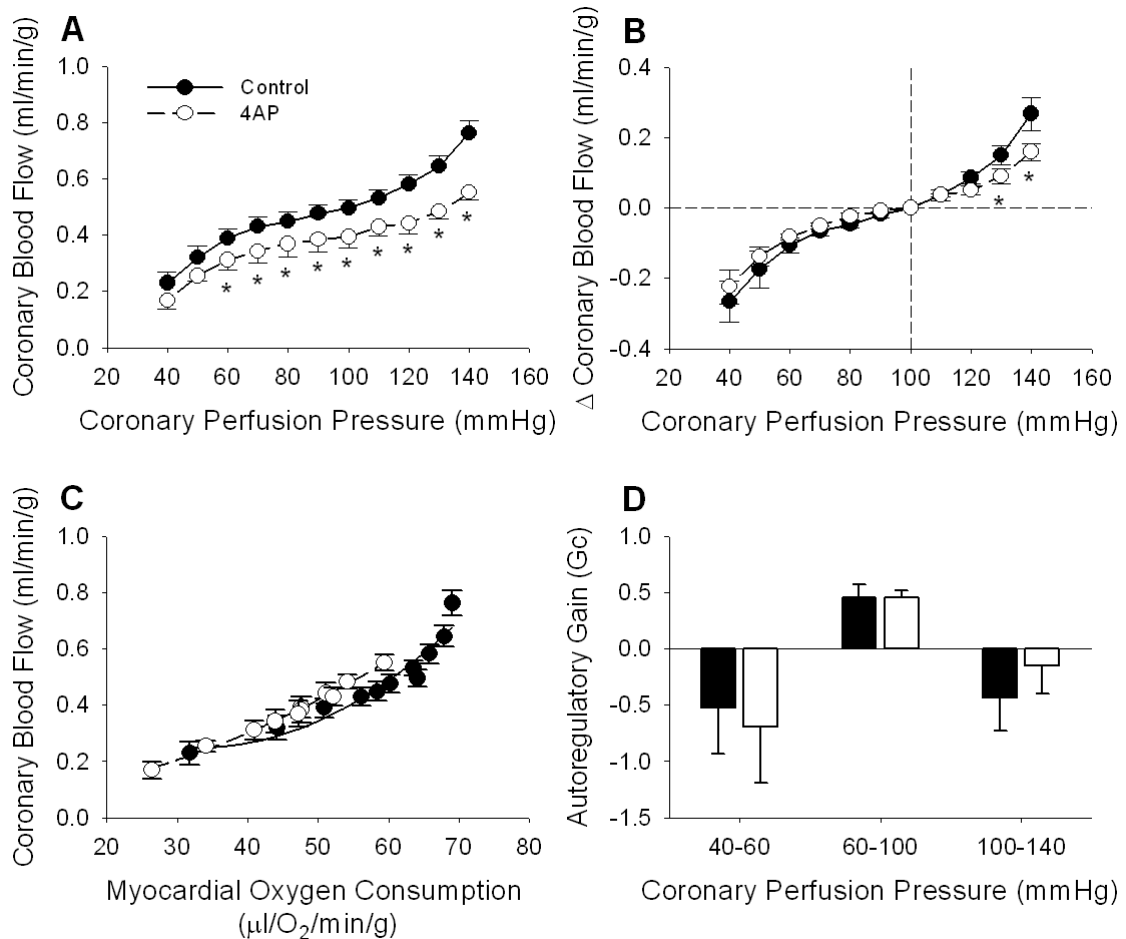 A
Coronary Blood Flow (ml/min/g)
1.0
0.8
0.6
0.4
0.2
0.0
Control
4AP
* * * * * * * * *
20 40 60 80 100 120 140 160
Coronary Perfusion Pressure (mmHg)
B
Δ Coronary Blood Flow (ml/min/g)
0.4
0.2
0.0
-0.2
-0.4
* *
20 40 60 80 100 120 140 160
Coronary Perfusion Pressure (mmHg)
C
Coronary Blood Flow (ml/min/g)
1.0
0.8
0.6
0.4
0.2
0.0
20 30 40 50 60 70 80
Myocardial Oxygen Consumption
(μl/O₂/min/g)
D
Autoregulatory Gain (Gc)
1.0
0.5
0.0
-0.5
-1.0
-1.5
40-60 60-100 100-140
Coronary Perfusion Pressure (mmHg)